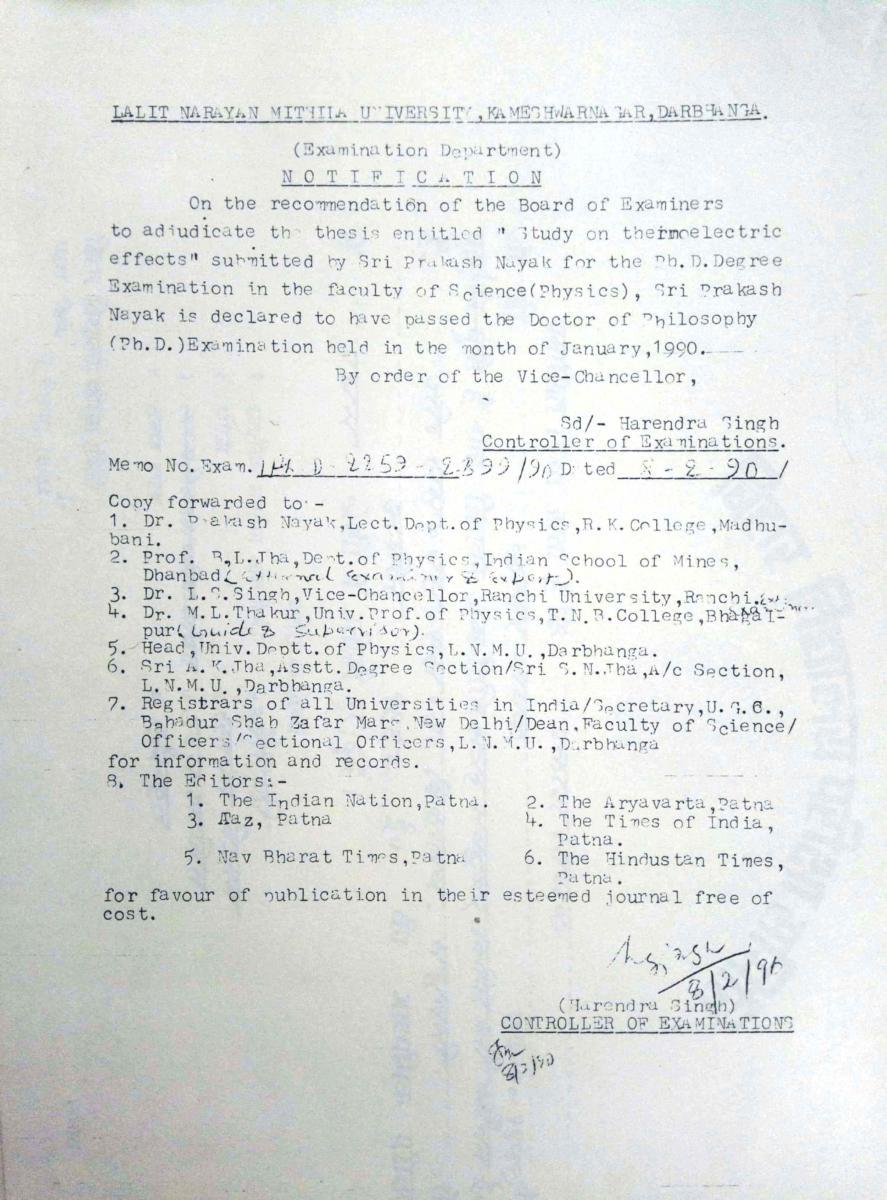 LALIT NARAYAN MITHILA UNIVERSITY,KAMESHWARNAGAR,DARBHANGA.
(Examination Department)
N O T I F I C A T I O N
On the recommendation of the Board of Examiners
to adjudicate the thesis entitled " Study on thermoelectric
effects" submitted by Sri Prakash Nayak for the Ph.D.Degree
Examination in the faculty of Science(Physics), Sri Prakash
Nayak is declared to have passed the Doctor of Philosophy
(Ph.D.)Examination held in the month of January,1990.
By order of the Vice-Chancellor,
Sd/- Harendra Singh
Controller of Examinations.
Memo No.Exam. D-2259-2299/90 Dated 8-2-90/
Copy forwarded to:-
1. Dr. Prakash Nayak,Lect.Dept.of Physics,R.K.College,Madhu-
bani.
2. Prof. B.L.Jha,Dept.of Physics,Indian School of Mines,
Dhanbad(External examiner & expert).
3. Dr. L.S.Singh,Vice-Chancellor,Ranchi University,Ranchi.
4. Dr. M.L.Thakur,Univ.Prof.of Physics,T.N.B.College,Bhagal-
pur(Guide & Supervisor).
5. Head,Univ.Deptt.of Physics,L.N.M.U.,Darbhanga.
6. Sri A.K.Jha,Asstt.Degree Section/Sri S.N.Jha,A/c Section,
L.N.M.U.,Darbhanga.
7. Registrars of all Universities in India/Secretary,U.G.C.,
Bahadur Shah Zafar Marg,New Delhi/Dean,Faculty of Science/
Officers/Sectional Officers,L.N.M.U.,Darbhanga
for information and records.
8. The Editors:-
1. The Indian Nation,Patna. 2. The Aryavarta,Patna
3. Aaz, Patna 4. The Times of India,
Patna.
5. Nav Bharat Times,Patna 6. The Hindustan Times,
Patna.
for favour of publication in their esteemed journal free of
cost.
8/2/90
(Harendra Singh)
CONTROLLER OF EXAMINATIONS
8/2/90